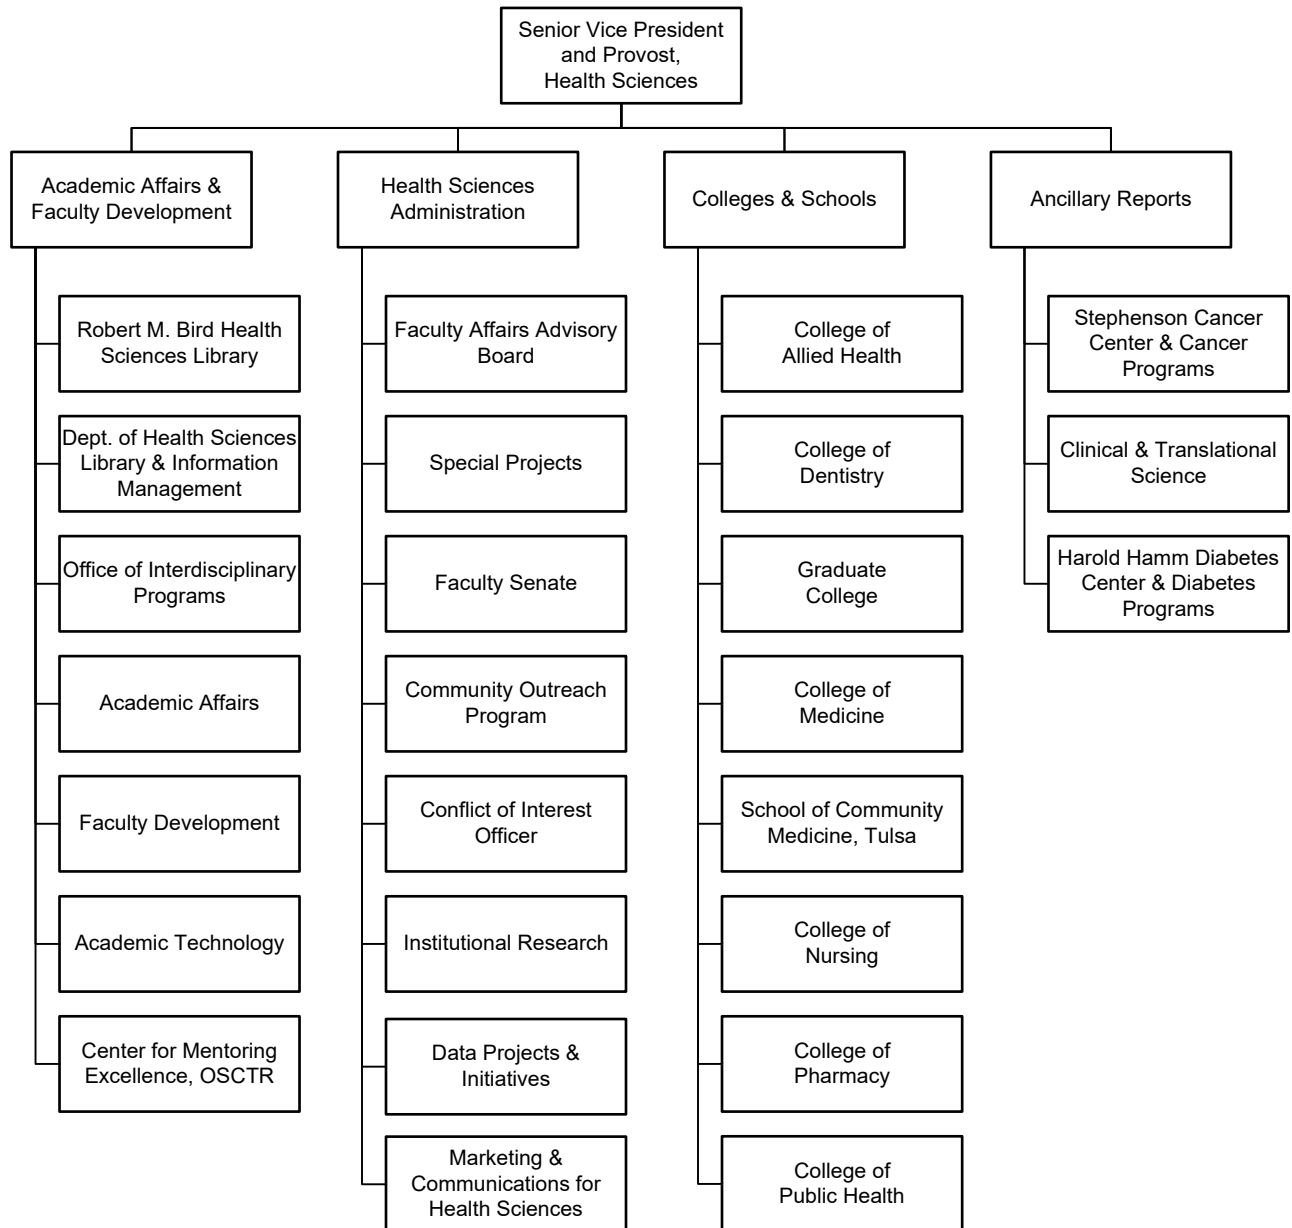 Senior Vice President
and Provost,
Health Sciences
Academic Affairs &
Faculty Development
Robert M. Bird Health
Sciences Library
Dept. of Health Sciences
Library & Information
Management
Office of Interdisciplinary
Programs
Academic Affairs
Faculty Development
Academic Technology
Center for Mentoring
Excellence, OSCTR
Health Sciences
Administration
Faculty Affairs Advisory
Board
Special Projects
Faculty Senate
Community Outreach
Program
Conflict of Interest
Officer
Institutional Research
Data Projects &
Initiatives
Marketing &
Communications for
Health Sciences
Colleges & Schools
College of
Allied Health
College of
Dentistry
Graduate
College
College of
Medicine
School of Community
Medicine, Tulsa
College of
Nursing
College of
Pharmacy
College of
Public Health
Ancillary Reports
Stephenson Cancer
Center & Cancer
Programs
Clinical & Translational
Science
Harold Hamm Diabetes
Center & Diabetes
Programs